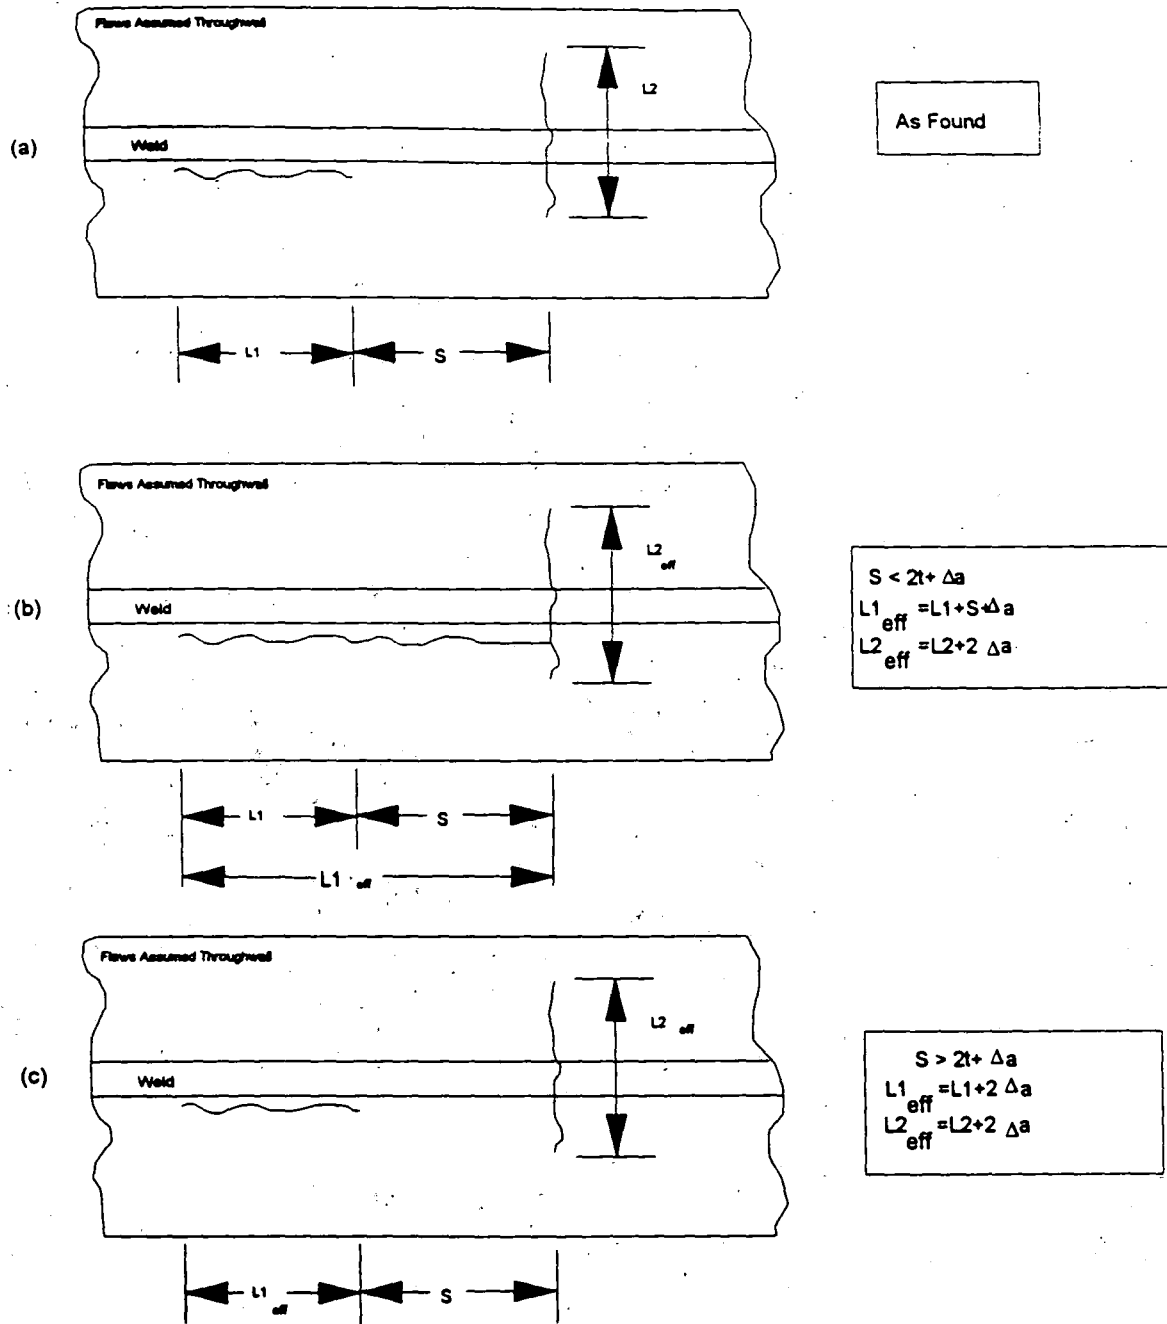 Flaws Assumed Throughwall
L2
(a)
Weld
As Found
L1
S
Flaws Assumed Throughwall
L2 eff
(b)
Weld
S < 2t+ Δa
L1 eff =L1+S+Δa
L2 eff =L2+2 Δa
L1
S
L1 eff
Flaws Assumed Throughwall
L2 eff
(c)
Weld
S > 2t+ Δa
L1 eff =L1+2 Δa
L2 eff =L2+2 Δa
L1 eff
S